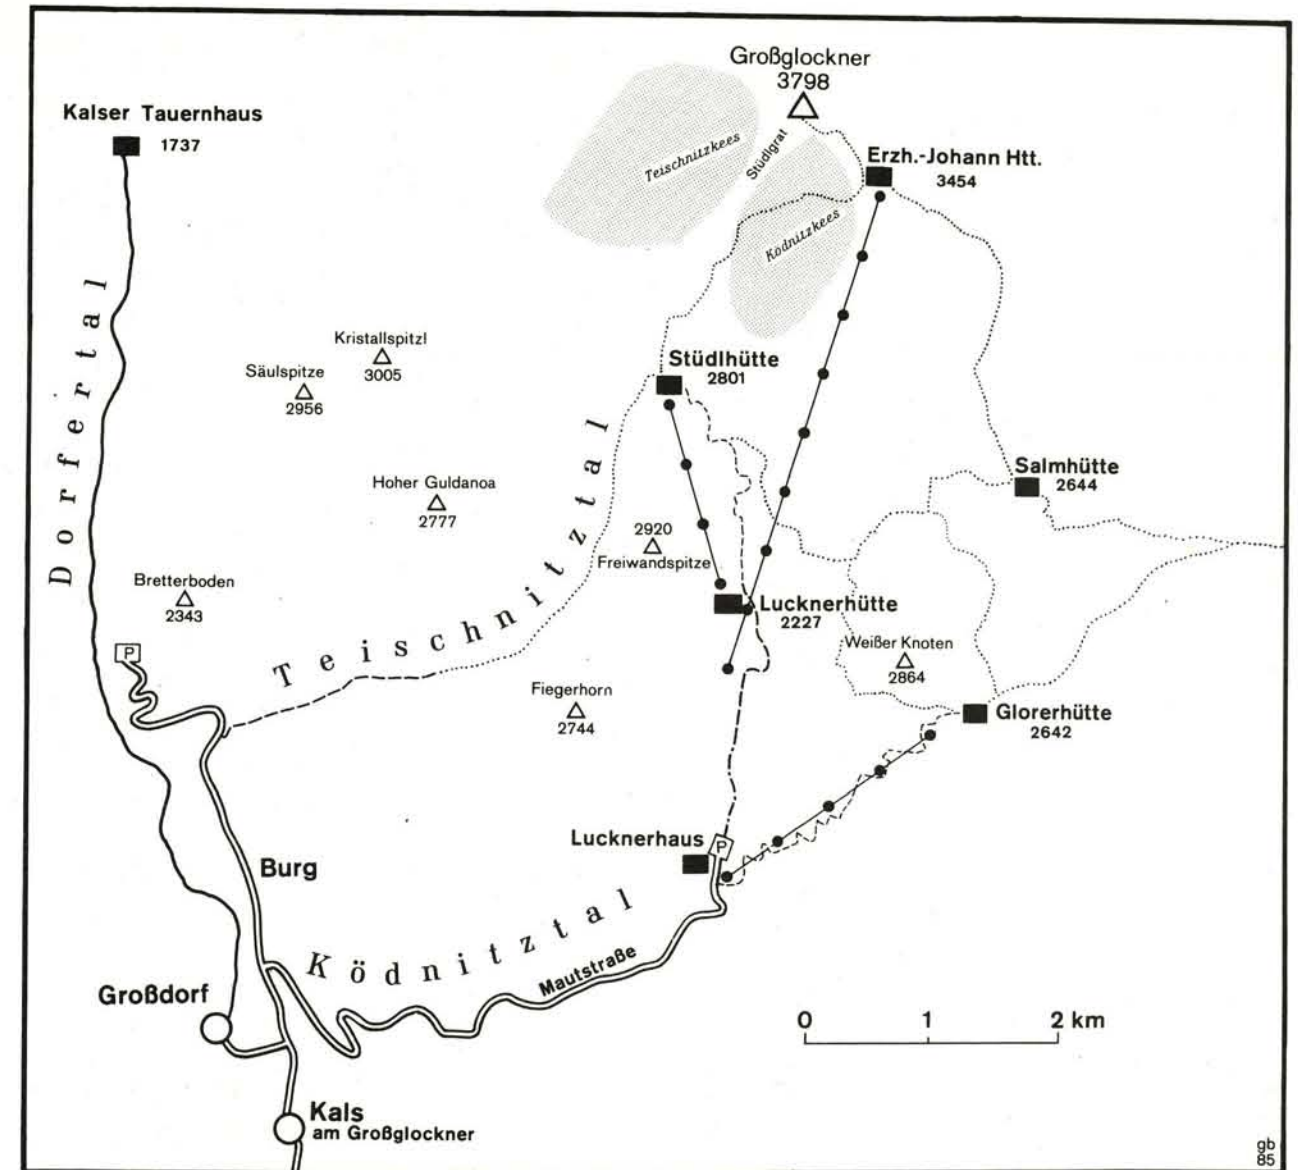 Großglockner
3798
Kalser Tauernhaus
1737
Teischnitzkees
Stüdlgrat
Erzh.-Johann Htt.
3454
Ködnitzkees
Dorfertal
Kristallspitzl
3005
Säulspitze
2956
Stüdlhütte
2801
Hoher Guldanoa
2777
Salmhütte
2644
2920
Freiwandspitze
Bretterboden
2343
Teischnitztal
Lucknerhütte
2227
Weißer Knoten
2864
P
Fiegerhorn
2744
Glorerhütte
2642
Lucknerhaus
P
Burg
Ködnitztal
Mautstraße
Großdorf
0 1 2 km
Kals
am Großglockner
gb
85